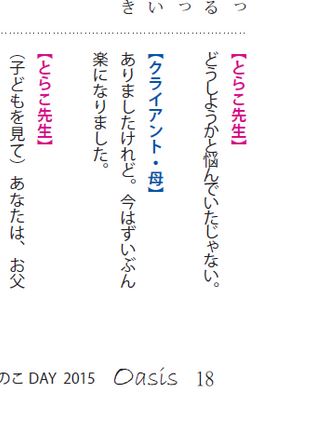 きいっるっ
【とらこ先生】
どうしようかと悩んでいたじゃない。
【クライアント・母】
ありましたけれど。今はずいぶん
楽になりました。
【とらこ先生】
(子どもを見て)あなたは、お父
のこ DAY 2015 Oasis 18